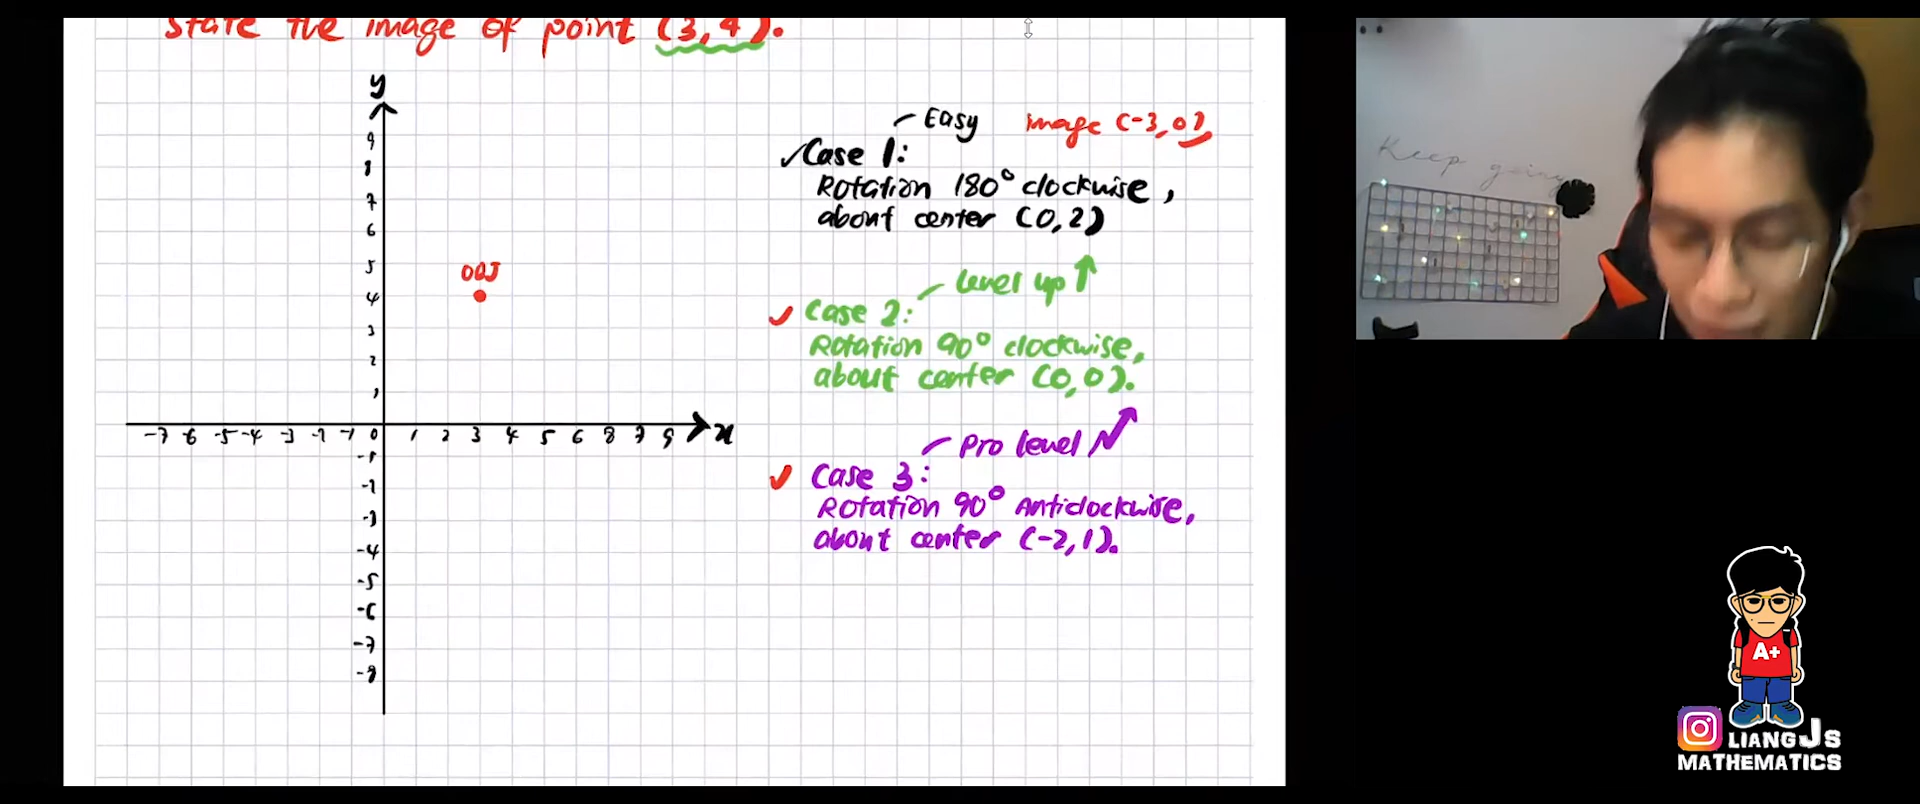 State the image of point (3,4).
y
9
8
7
6
5
4
3
2
1
OBJ
-7 -6 -5 -4 -3 -2 -1 0 1 2 3 4 5 6 8 7 9 x
-1
-2
-3
-4
-5
-6
-7
-8
Easy
image (-3,0)
Case 1:
Rotation 180° clockwise,
about center (0,2)
Level up
Case 2:
Rotation 90° clockwise,
about center (0,0).
Pro level
Case 3:
Rotation 90° Anticlockwise,
about center (-2,1).
Keep going
A+
LIANGJS
MATHEMATICS